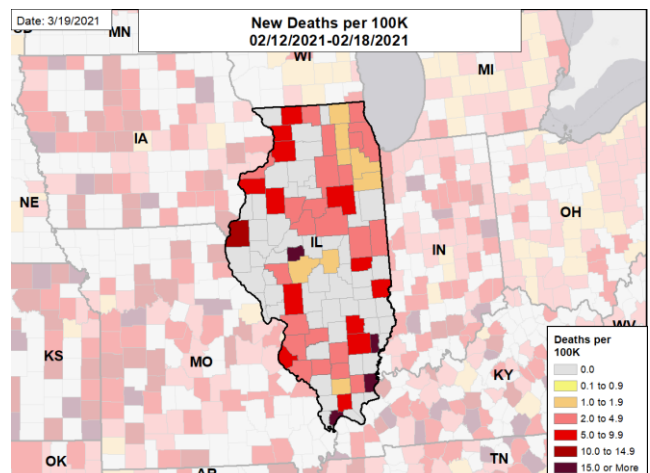 Date: 3/19/2021
New Deaths per 100K
02/12/2021-02/18/2021
SD
MN
WI
MI
IA
NE
OH
IL
IN
KS
MO
WV
KY
OK
AR
TN
Deaths per
100K
0.0
0.1 to 0.9
1.0 to 1.9
2.0 to 4.9
5.0 to 9.9
10.0 to 14.9
15.0 or More